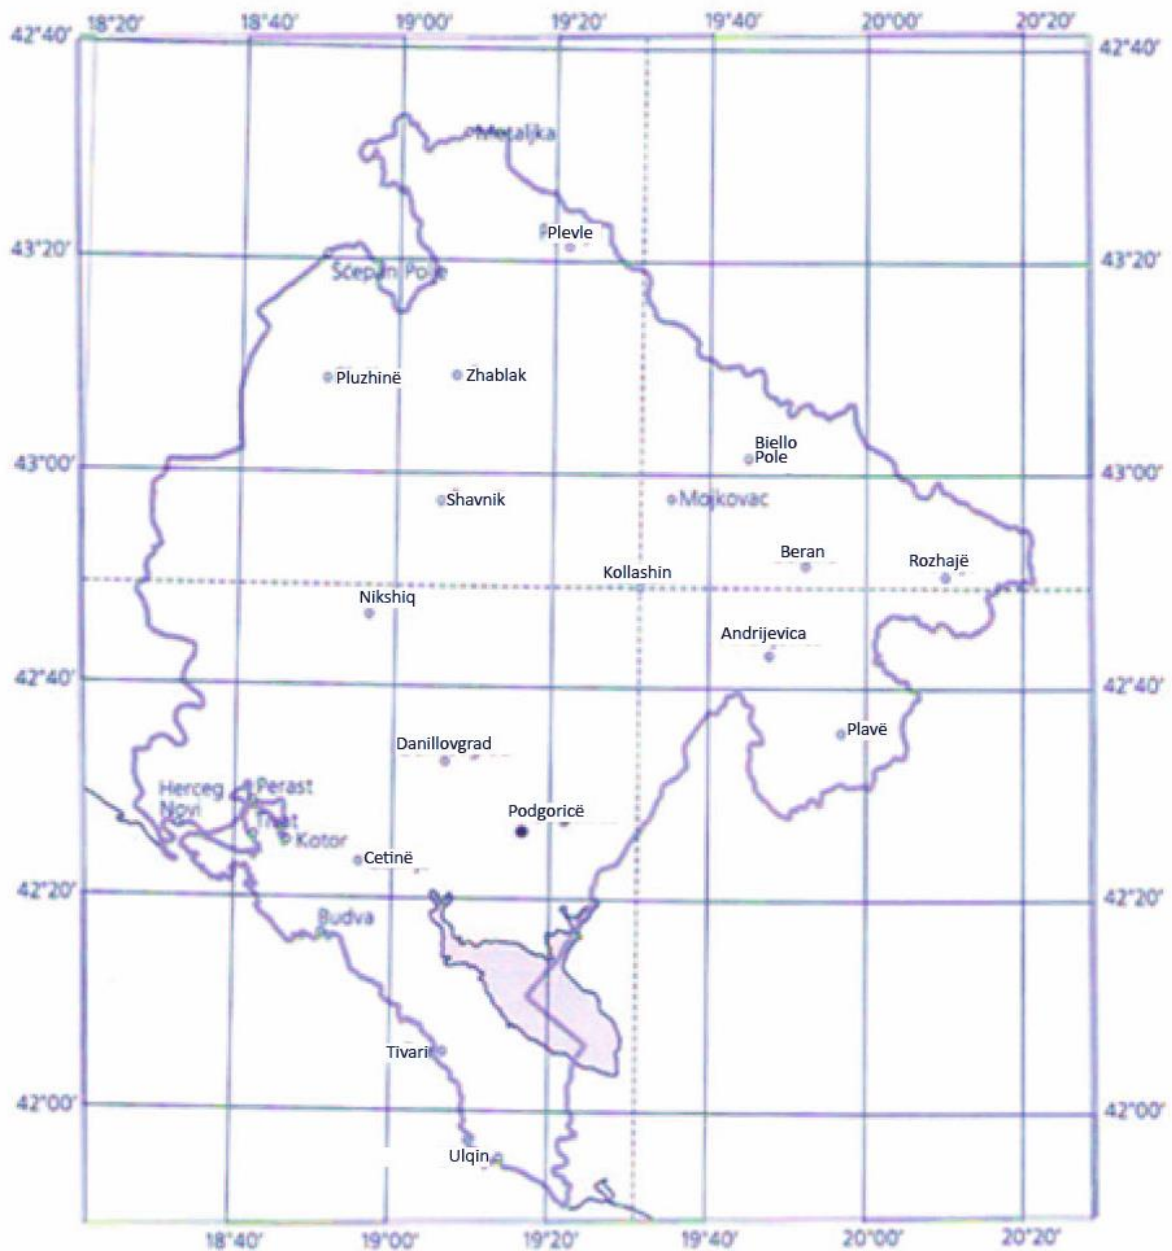 18°20' 18°40' 19°00' 19°20' 19°40' 20°00' 20°20'
42°40' 42°40'
Metaljka
Plevle
43°20' 43°20'
Šćepan Polje
Pluzhinë Zhablak
Biello
Pole
43°00' 43°00'
Shavnik Mojkovac
Beran Rozhajë
Kollashin
Nikshiq
Andrijevica
42°40' 42°40'
Plavë
Danillovgrad
Herceg
Novi
Perast
Tivat
Kotor
Podgoricë
Cetinë
42°20' 42°20'
Budva
Tivari
42°00' 42°00'
Ulqin
18°40' 19°00' 19°20' 19°40' 20°00' 20°20'